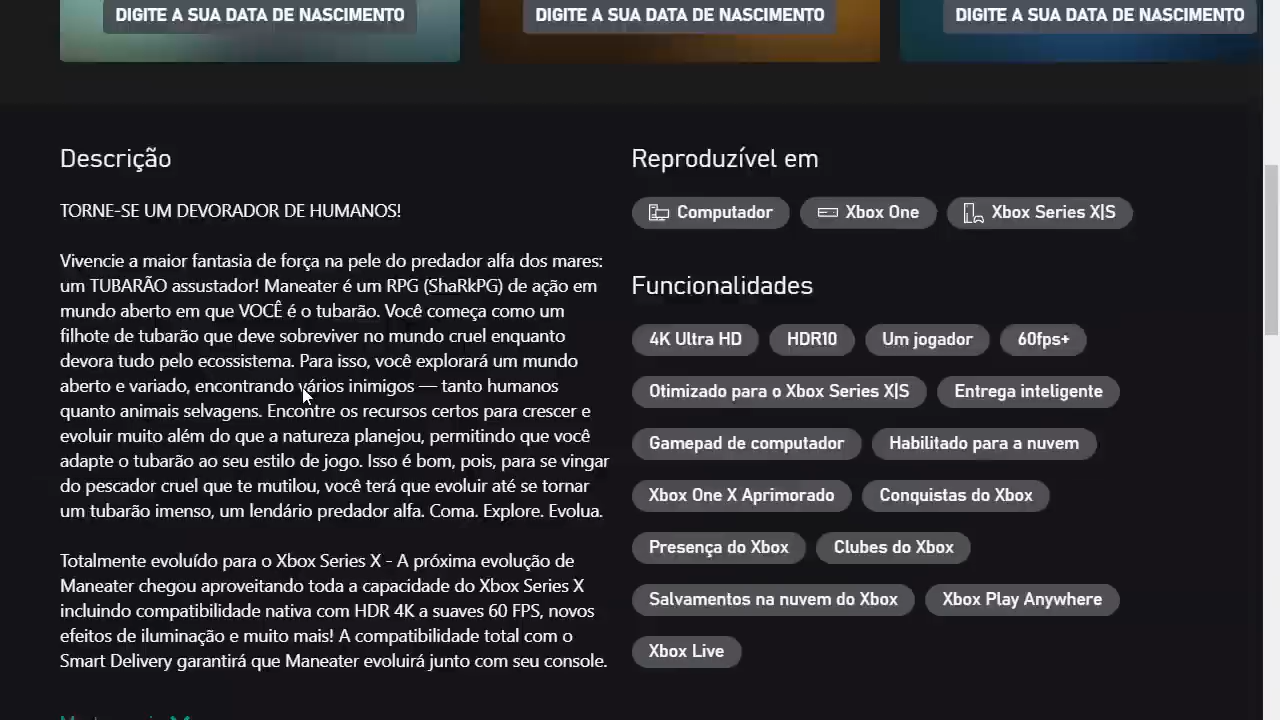 DIGITE A SUA DATA DE NASCIMENTO
DIGITE A SUA DATA DE NASCIMENTO
DIGITE A SUA DATA DE NASCIMENTO
Descrição
TORNE-SE UM DEVORADOR DE HUMANOS!
Vivencie a maior fantasia de força na pele do predador alfa dos mares:
um TUBARÃO assustador! Maneater é um RPG (ShaRkPG) de ação em
mundo aberto em que VOCÊ é o tubarão. Você começa como um
filhote de tubarão que deve sobreviver no mundo cruel enquanto
devora tudo pelo ecossistema. Para isso, você explorará um mundo
aberto e variado, encontrando vários inimigos — tanto humanos
quanto animais selvagens. Encontre os recursos certos para crescer e
evoluir muito além do que a natureza planejou, permitindo que você
adapte o tubarão ao seu estilo de jogo. Isso é bom, pois, para se vingar
do pescador cruel que te mutilou, você terá que evoluir até se tornar
um tubarão imenso, um lendário predador alfa. Coma. Explore. Evolua.
Totalmente evoluído para o Xbox Series X - A próxima evolução de
Maneater chegou aproveitando toda a capacidade do Xbox Series X
incluindo compatibilidade nativa com HDR 4K a suaves 60 FPS, novos
efeitos de iluminação e muito mais! A compatibilidade total com o
Smart Delivery garantirá que Maneater evoluirá junto com seu console.
Reproduzível em
Computador
Xbox One
Xbox Series X|S
Funcionalidades
4K Ultra HD
HDR10
Um jogador
60fps+
Otimizado para o Xbox Series X|S
Entrega inteligente
Gamepad de computador
Habilitado para a nuvem
Xbox One X Aprimorado
Conquistas do Xbox
Presença do Xbox
Clubes do Xbox
Salvamentos na nuvem do Xbox
Xbox Play Anywhere
Xbox Live